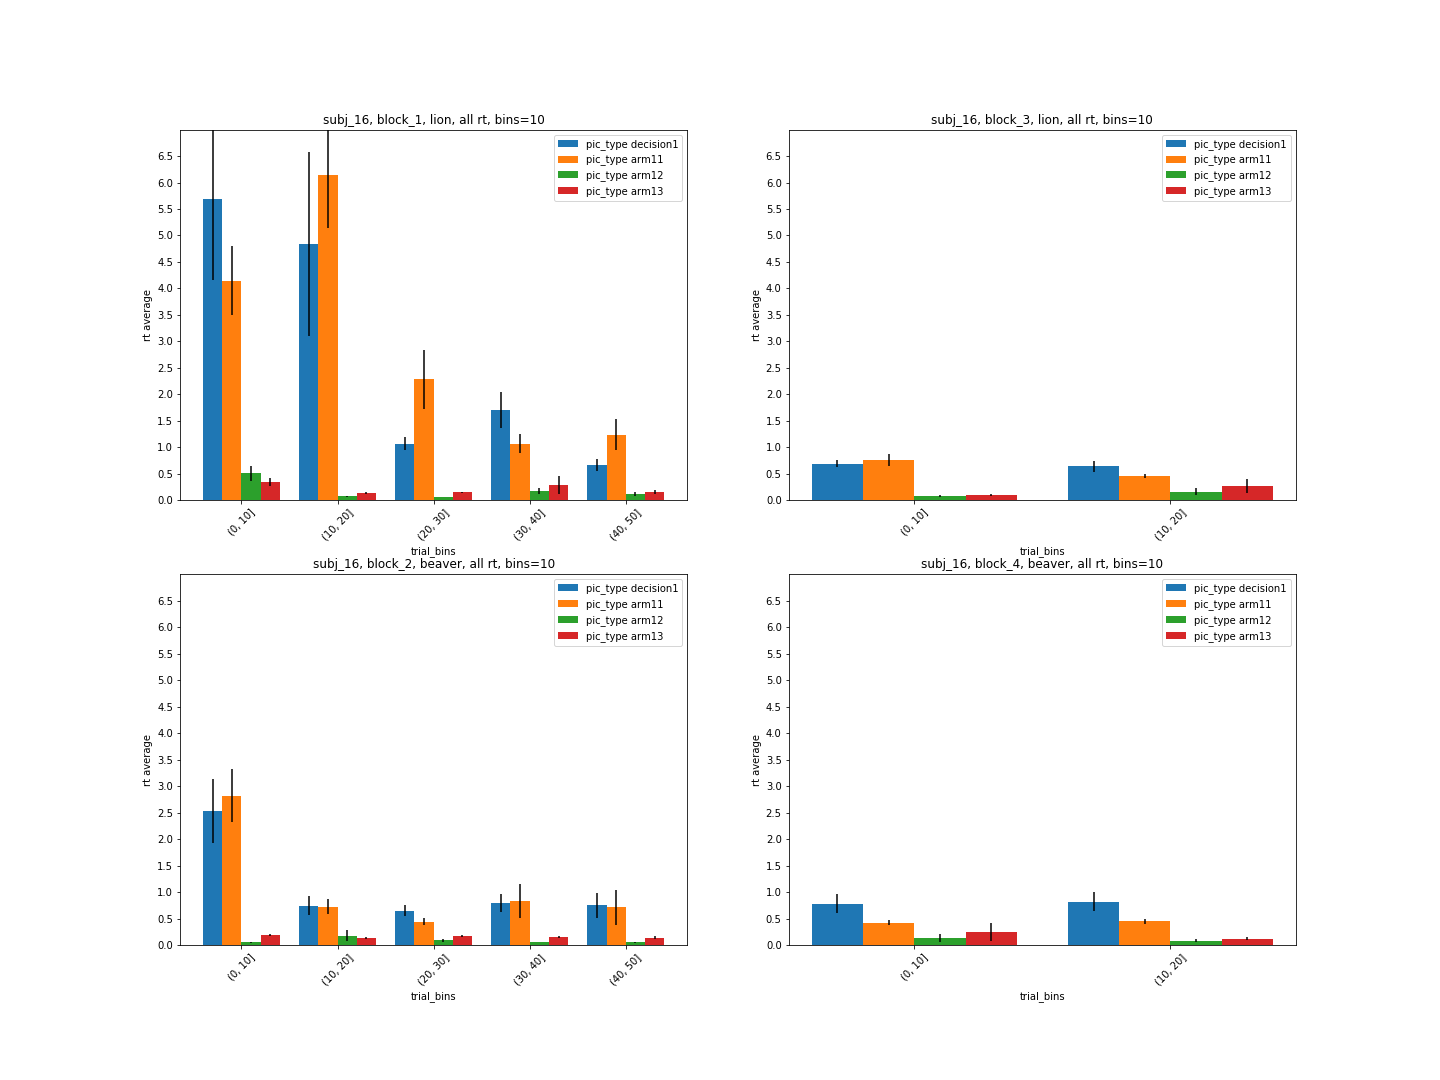 subj_16, block_1, lion, all rt, bins=10
rt average
6.5
6.0
5.5
5.0
4.5
4.0
3.5
3.0
2.5
2.0
1.5
1.0
0.5
0.0
pic_type decision1
pic_type arm11
pic_type arm12
pic_type arm13
(0, 10]
(10, 20]
(20, 30]
(30, 40]
(40, 50]
trial_bins
subj_16, block_3, lion, all rt, bins=10
rt average
6.5
6.0
5.5
5.0
4.5
4.0
3.5
3.0
2.5
2.0
1.5
1.0
0.5
0.0
pic_type decision1
pic_type arm11
pic_type arm12
pic_type arm13
(0, 10]
(10, 20]
trial_bins
subj_16, block_2, beaver, all rt, bins=10
rt average
6.5
6.0
5.5
5.0
4.5
4.0
3.5
3.0
2.5
2.0
1.5
1.0
0.5
0.0
pic_type decision1
pic_type arm11
pic_type arm12
pic_type arm13
(0, 10]
(10, 20]
(20, 30]
(30, 40]
(40, 50]
trial_bins
subj_16, block_4, beaver, all rt, bins=10
rt average
6.5
6.0
5.5
5.0
4.5
4.0
3.5
3.0
2.5
2.0
1.5
1.0
0.5
0.0
pic_type decision1
pic_type arm11
pic_type arm12
pic_type arm13
(0, 10]
(10, 20]
trial_bins